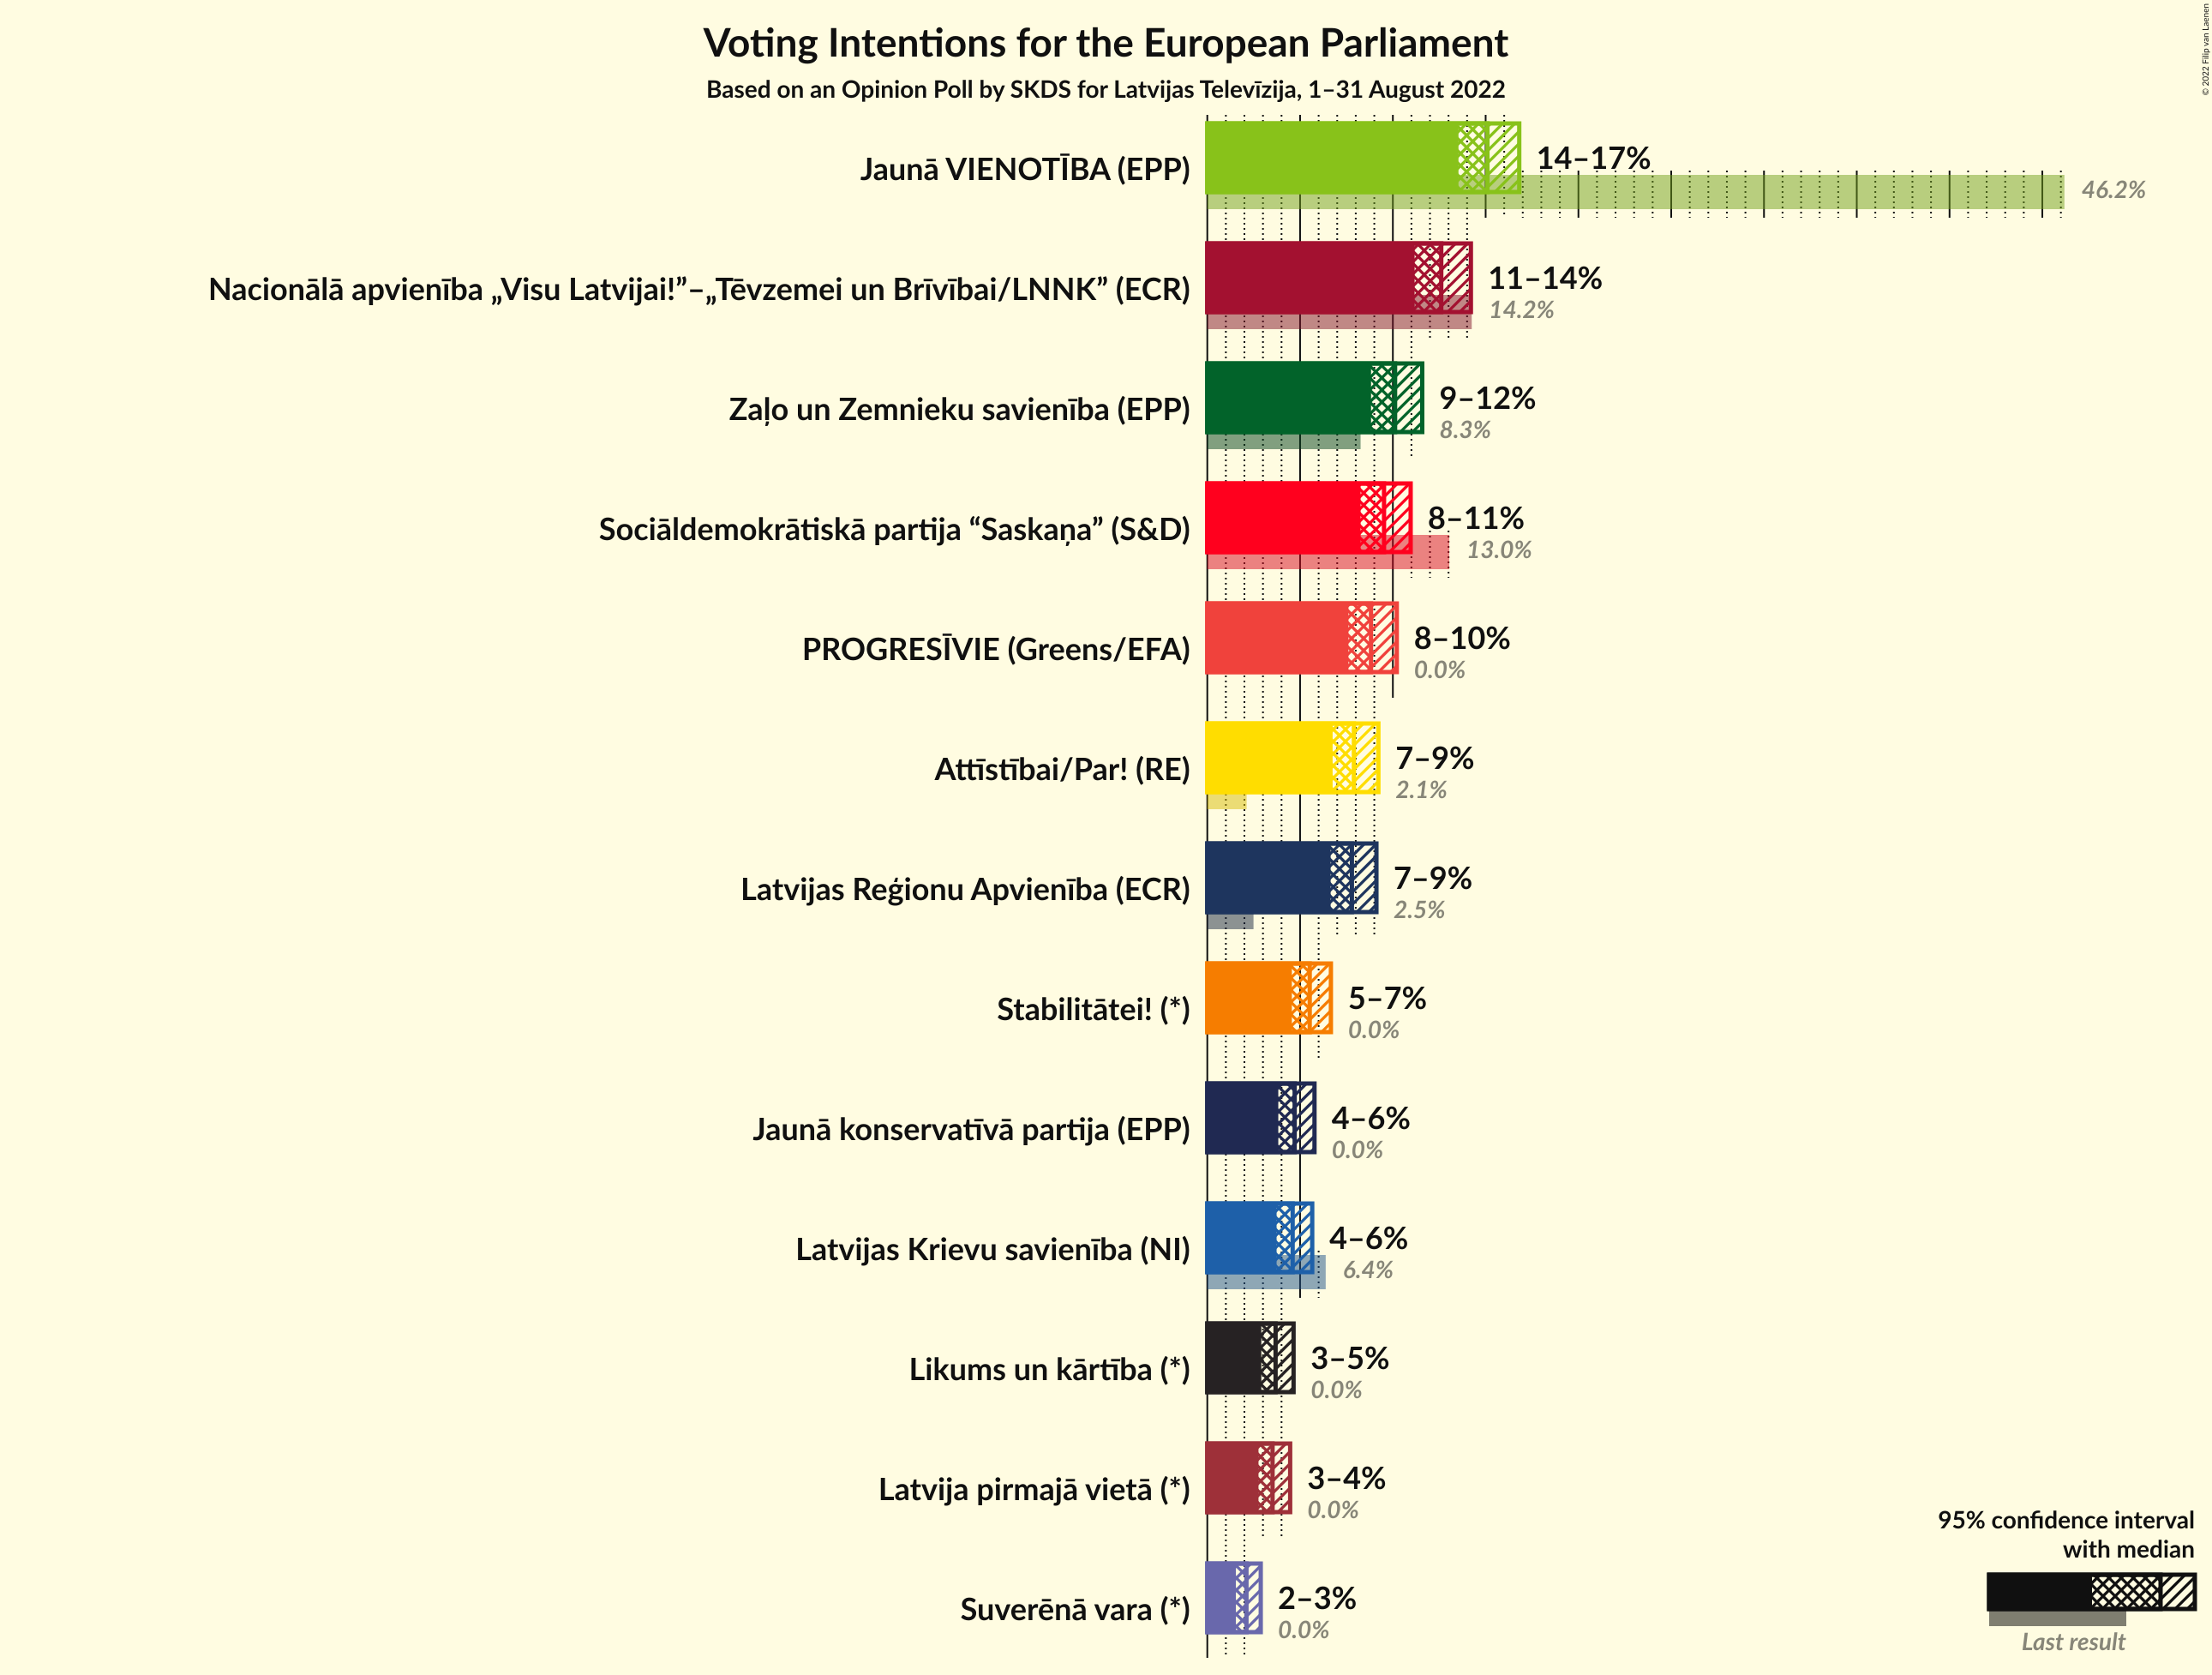 Voting Intentions for the European Parliament
Based on an Opinion Poll by SKDS for Latvijas Televīzija, 1–31 August 2022
© 2022 Filip van Laenen
Jaunā VIENOTĪBA (EPP)
14–17%
46.2%
Nacionālā apvienība „Visu Latvijai!”–„Tēvzemei un Brīvībai/LNNK” (ECR)
11–14%
14.2%
Zaļo un Zemnieku savienība (EPP)
9–12%
8.3%
Sociāldemokrātiskā partija “Saskaņa” (S&D)
8–11%
13.0%
PROGRESĪVIE (Greens/EFA)
8–10%
0.0%
Attīstībai/Par! (RE)
7–9%
2.1%
Latvijas Reģionu Apvienība (ECR)
7–9%
2.5%
Stabilitātei! (*)
5–7%
0.0%
Jaunā konservatīvā partija (EPP)
4–6%
0.0%
Latvijas Krievu savienība (NI)
4–6%
6.4%
Likums un kārtība (*)
3–5%
0.0%
Latvija pirmajā vietā (*)
3–4%
0.0%
Suverēnā vara (*)
2–3%
0.0%
95% confidence interval
with median
Last result